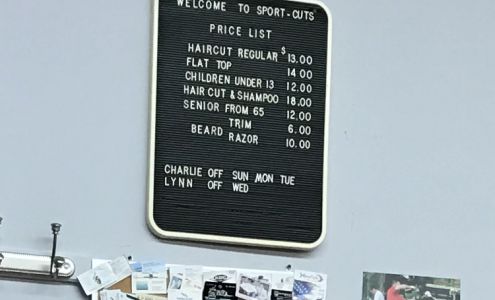 WELCOME TO SPORT-CUTS
PRICE LIST
HAIRCUT REGULAR $13.00
FLAT TOP 14 00
CHILDREN UNDER 13 12.00
HAIR CUT & SHAMPOO 18.00
SENIOR FROM 65 12.00
TRIM 6.00
BEARD RAZOR 10.00
CHARLIE OFF SUN MON TUE
LYNN OFF WED